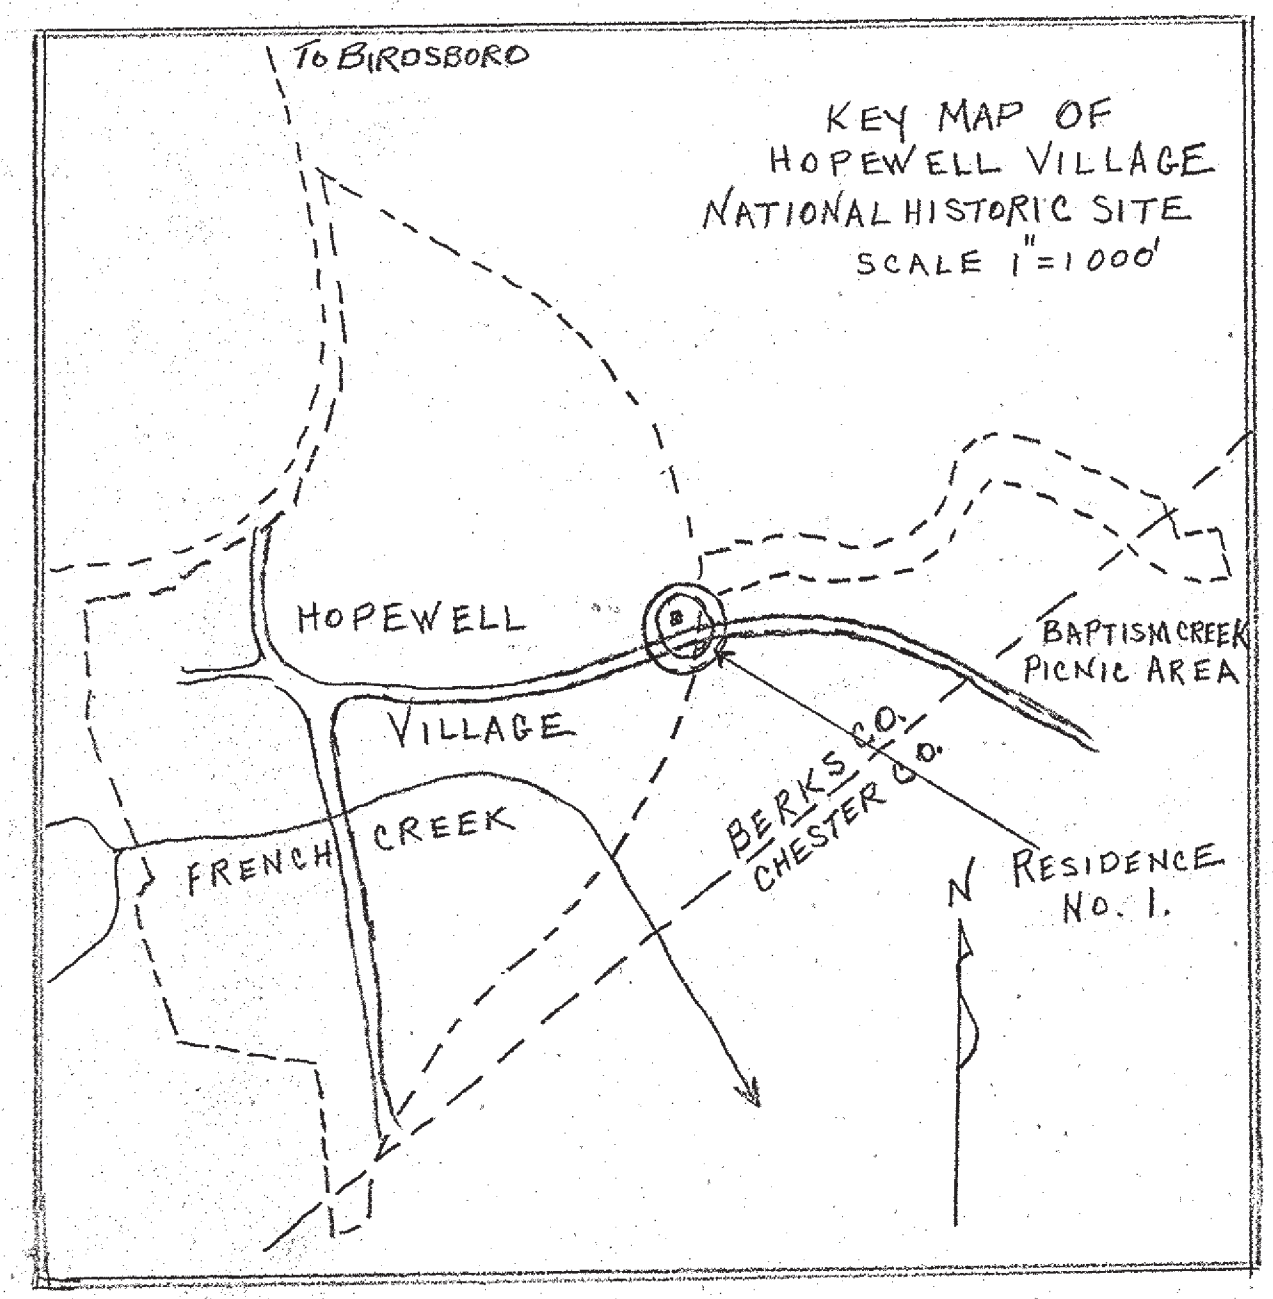 To BIRDSBORO
KEY MAP OF
HOPEWELL VILLAGE
NATIONAL HISTORIC SITE
SCALE 1"=1000'
HOPEWELL
VILLAGE
BAPTISM CREEK
PICNIC AREA
BERKS CO.
CHESTER CO.
FRENCH CREEK
N
RESIDENCE
NO. 1.